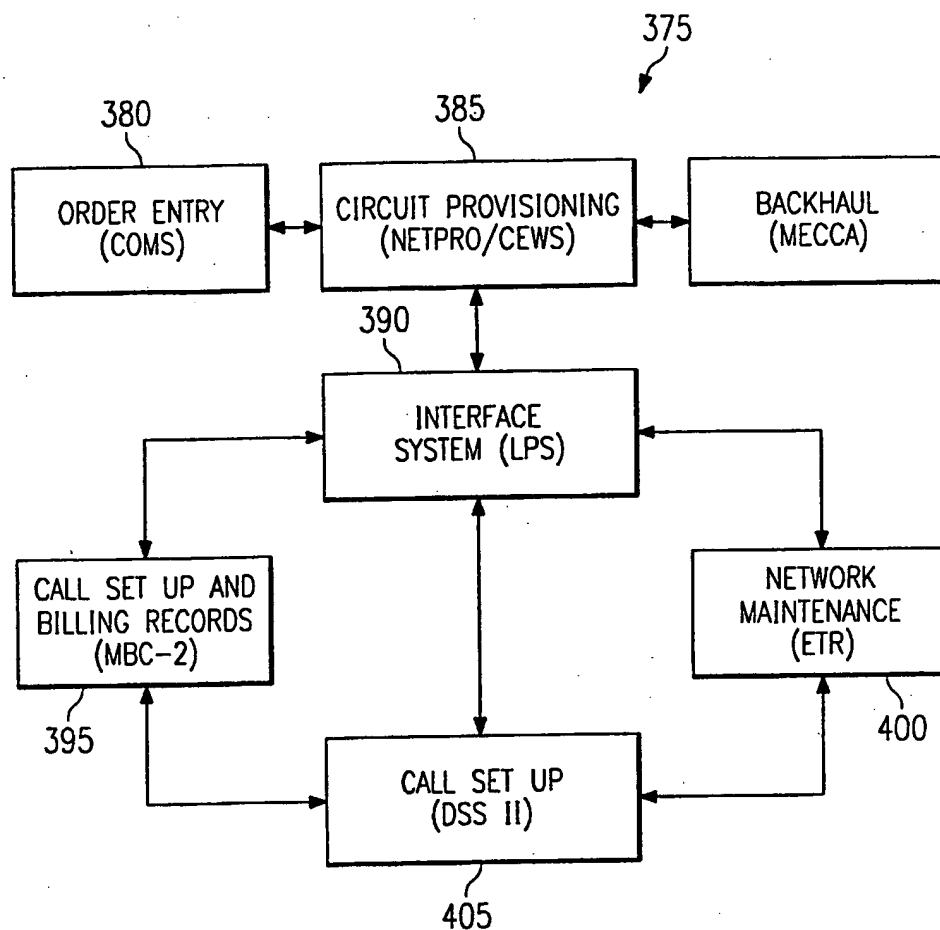 375
380
385
ORDER ENTRY
(COMS)
CIRCUIT PROVISIONING
(NETPRO/CEWS)
BACKHAUL
(MECCA)
390
INTERFACE
SYSTEM (LPS)
CALL SET UP AND
BILLING RECORDS
(MBC-2)
NETWORK
MAINTENANCE
(ETR)
395
400
CALL SET UP
(DSS II)
405